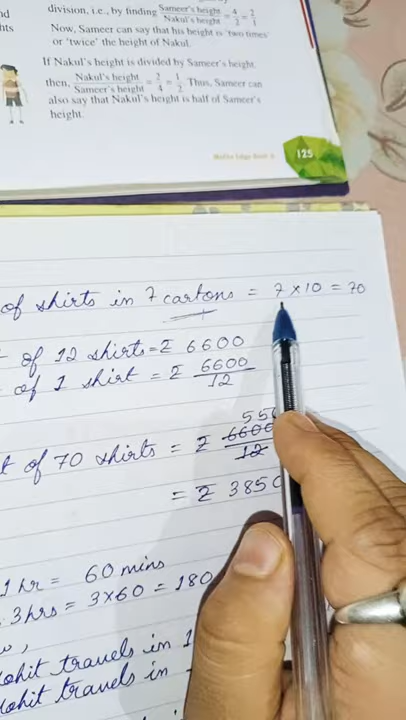 division, i.e., by finding Sameer's height/Nakul's height = 4/2 = 2/1
Now, Sameer can say that his height is 'two times'
or 'twice' the height of Nakul.
If Nakul's height is divided by Sameer's height,
then, Nakul's height/Sameer's height = 2/4 = 1/2. Thus, Sameer can
also say that Nakul's height is half of Sameer's
height.
125
of shirts in 7 cartons = 7 × 10 = 70
of 12 shirts = ₹ 6600
of 1 shirt = ₹ 6600/12
of 70 shirts = ₹ 6600/12
= ₹ 3850
1 hr = 60 mins
3 hrs = 3 × 60 = 180
travels in 1
travels in